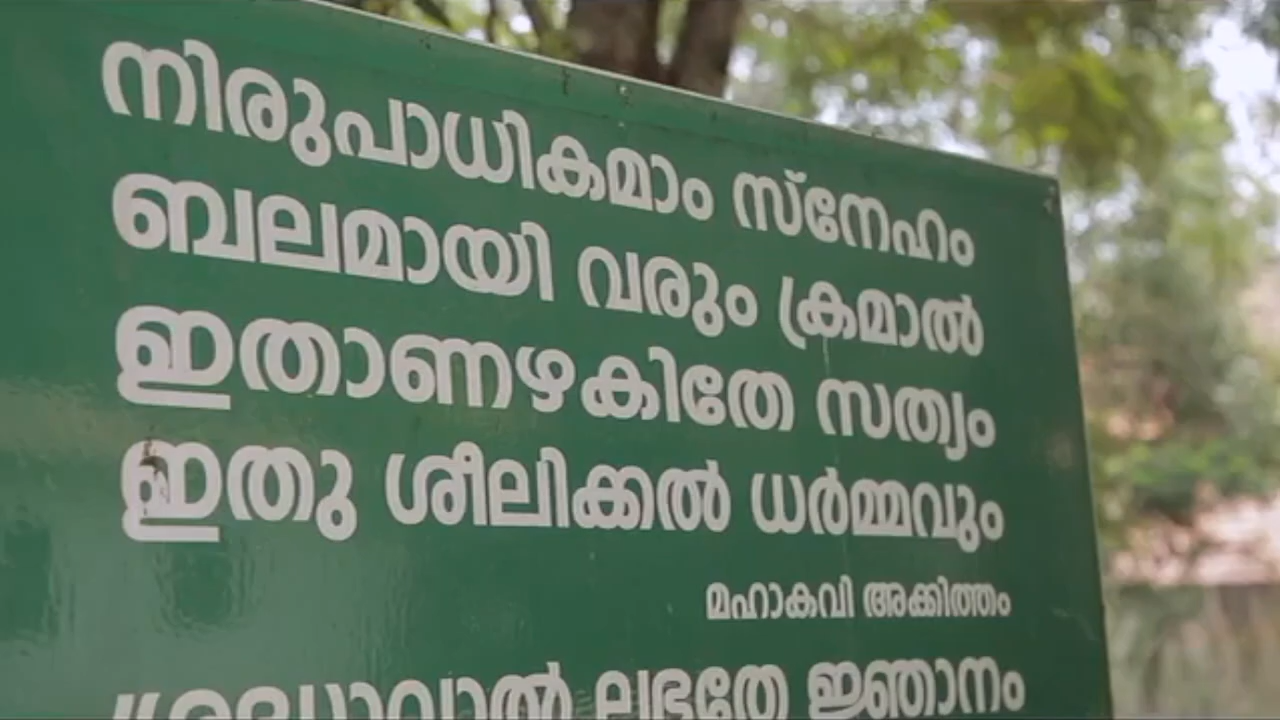 നിരുപാധികമാം സ്നേഹം
ബലമായി വരും ക്രമാൽ
ഇതാണഴകിതേ സത്യം
ഇതു ശീലിക്കൽ ധർമ്മവും
മഹാകവി അക്കിത്തം
ലഭതേ ജ്ഞാനം